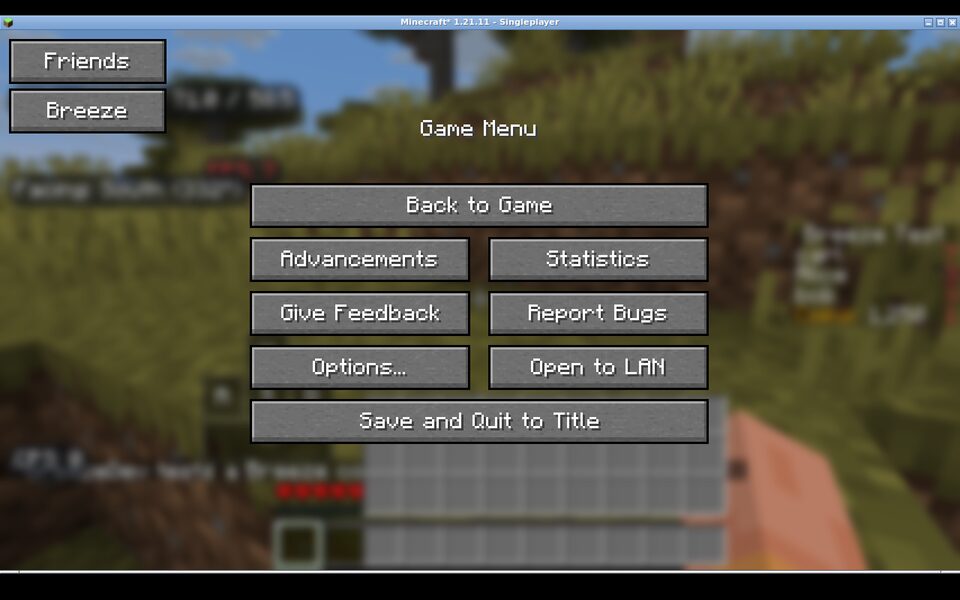 Minecraft* 1.21.11 - Singleplayer
Friends
Breeze
Game Menu
Back to Game
Advancements
Statistics
Give Feedback
Report Bugs
Options...
Open to LAN
Save and Quit to Title